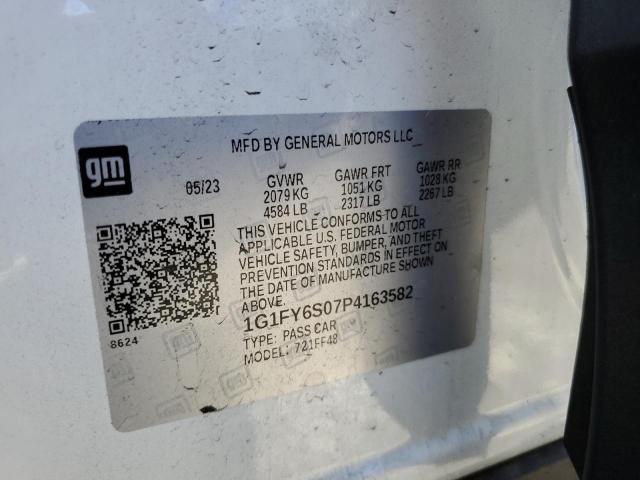 gm
MFD BY GENERAL MOTORS LLC
05/23
GVWR
2079 KG
4584 LB
GAWR FRT
1051 KG
2317 LB
GAWR RR
1028 KG
2267 LB
THIS VEHICLE CONFORMS TO ALL
APPLICABLE U.S. FEDERAL MOTOR
VEHICLE SAFETY, BUMPER, AND THEFT
PREVENTION STANDARDS IN EFFECT ON
THE DATE OF MANUFACTURE SHOWN
ABOVE.
1G1FY6S07P4163582
TYPE: PASS CAR
MODEL: 721FF48
8624